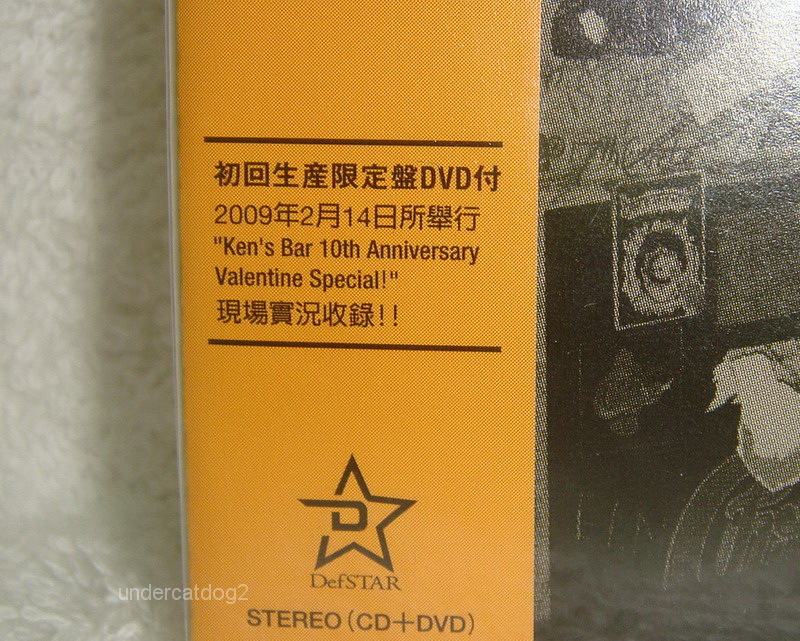 初回生産限定盤DVD付
2009年2月14日所舉行
"Ken's Bar 10th Anniversary
Valentine Special!"
現場實況收錄!!
D
DefSTAR
undercatdog2
STEREO(CD+DVD)